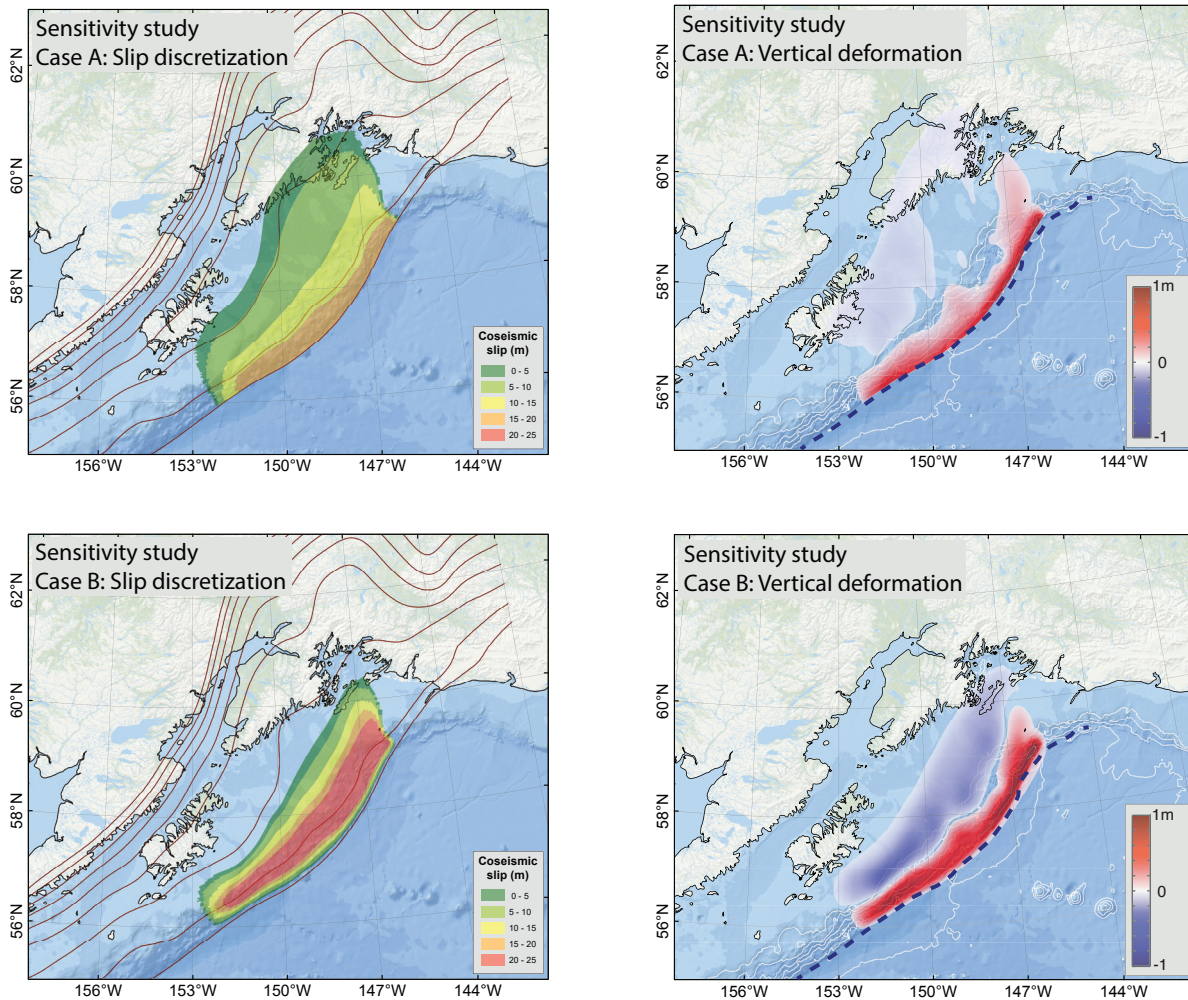 Sensitivity study
Case A: Slip discretization
62°N
60°N
58°N
56°N
Coseismic
slip (m)
0 - 5
5 - 10
10 - 15
15 - 20
20 - 25
156°W
153°W
150°W
147°W
144°W
Sensitivity study
Case A: Vertical deformation
62°N
60°N
58°N
56°N
1m
0
-1
156°W
153°W
150°W
147°W
144°W
Sensitivity study
Case B: Slip discretization
62°N
60°N
58°N
56°N
Coseismic
slip (m)
0 - 5
5 - 10
10 - 15
15 - 20
20 - 25
156°W
153°W
150°W
147°W
144°W
Sensitivity study
Case B: Vertical deformation
62°N
60°N
58°N
56°N
1m
0
-1
156°W
153°W
150°W
147°W
144°W